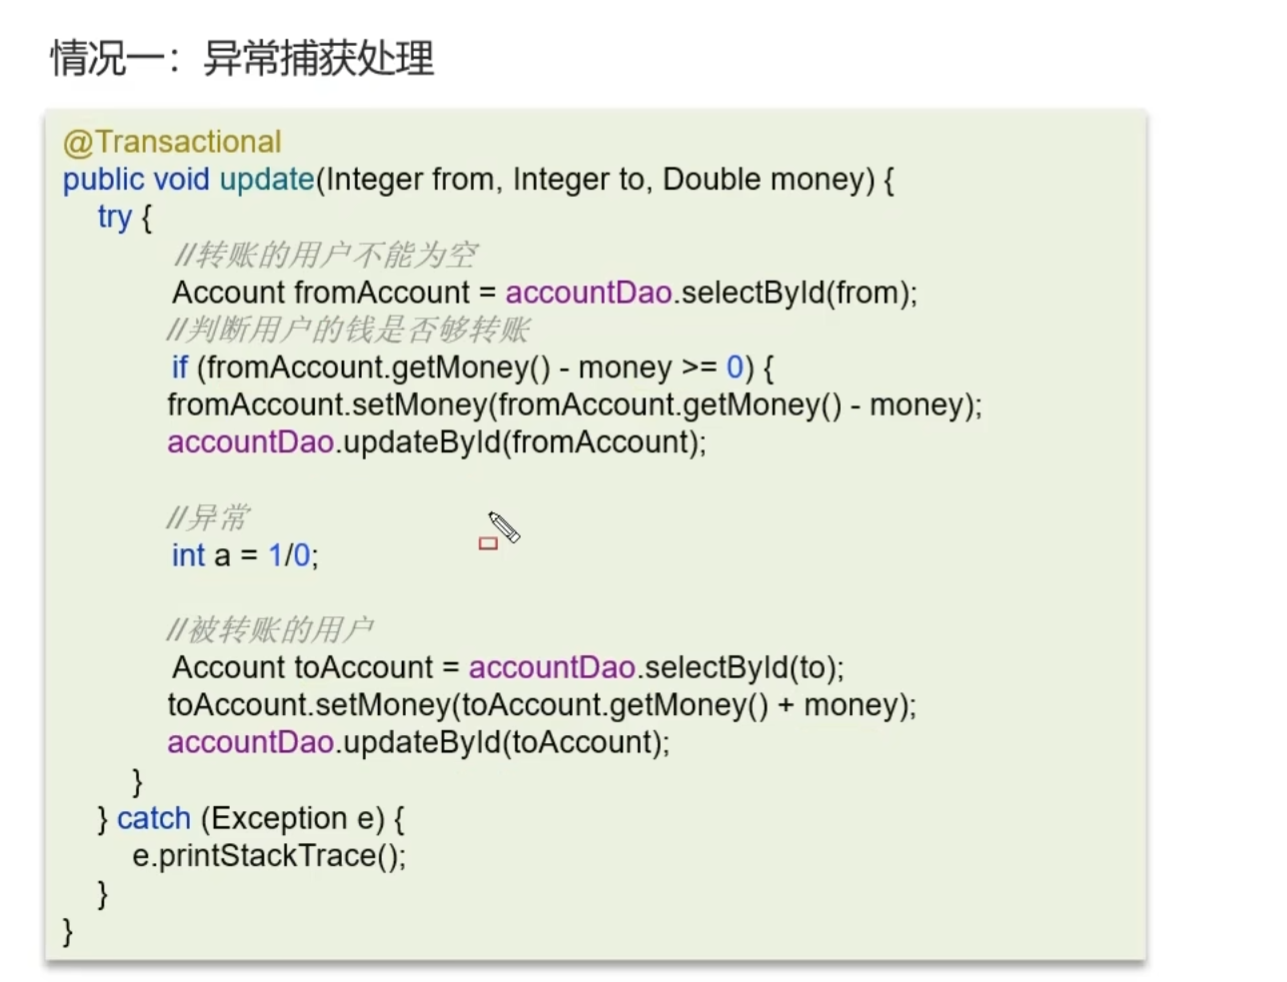 情况一：异常捕获处理
@Transactional
public void update(Integer from, Integer to, Double money) {
try {
//转账的用户不能为空
Account fromAccount = accountDao.selectById(from);
//判断用户的钱是否够转账
if (fromAccount.getMoney() - money >= 0) {
fromAccount.setMoney(fromAccount.getMoney() - money);
accountDao.updateById(fromAccount);
//异常
int a = 1/0;
//被转账的用户
Account toAccount = accountDao.selectById(to);
toAccount.setMoney(toAccount.getMoney() + money);
accountDao.updateById(toAccount);
}
} catch (Exception e) {
e.printStackTrace();
}
}